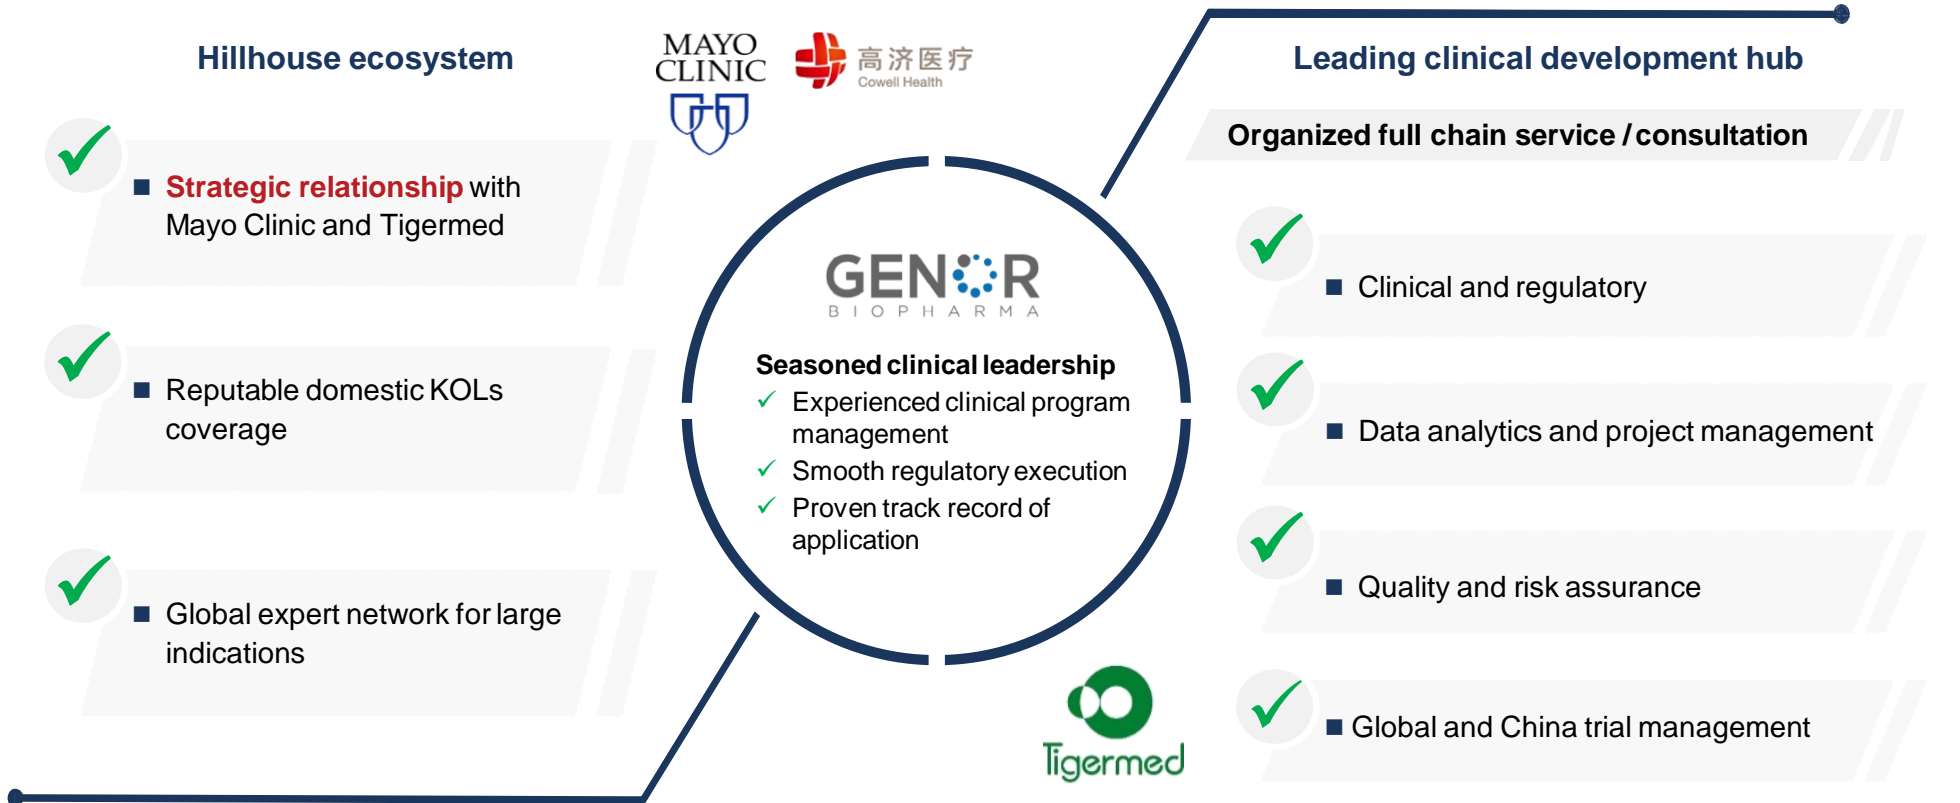 Hillhouse ecosystem
Strategic relationship with
Mayo Clinic and Tigermed
Reputable domestic KOLs
coverage
Global expert network for large
indications
MAYO
CLINIC
高济医疗
Cowell Health
GENOR
BIOPHARMA
Seasoned clinical leadership
Experienced clinical program
management
Smooth regulatory execution
Proven track record of
application
Tigermed
Leading clinical development hub
Organized full chain service / consultation
Clinical and regulatory
Data analytics and project management
Quality and risk assurance
Global and China trial management